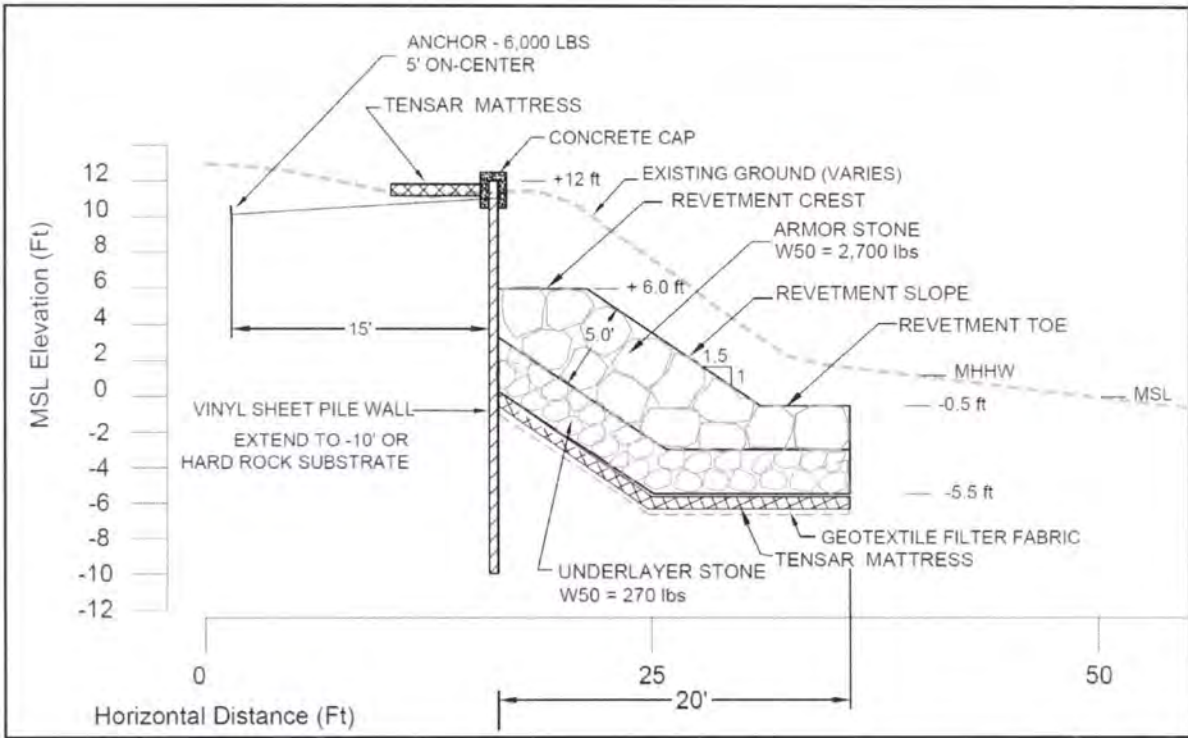 ANCHOR - 6,000 LBS
5' ON-CENTER
TENSAR MATTRESS
CONCRETE CAP
+12 ft
EXISTING GROUND (VARIES)
REVETMENT CREST
ARMOR STONE
W50 = 2,700 lbs
+ 6.0 ft
REVETMENT SLOPE
REVETMENT TOE
15'
5.0'
1.5
1
MHHW
MSL
-0.5 ft
VINYL SHEET PILE WALL
EXTEND TO -10' OR
HARD ROCK SUBSTRATE
-5.5 ft
GEOTEXTILE FILTER FABRIC
TENSAR MATTRESS
UNDERLAYER STONE
W50 = 270 lbs
MSL Elevation (Ft)
12
10
8
6
4
2
0
-2
-4
-6
-8
-10
-12
0
25
50
20'
Horizontal Distance (Ft)